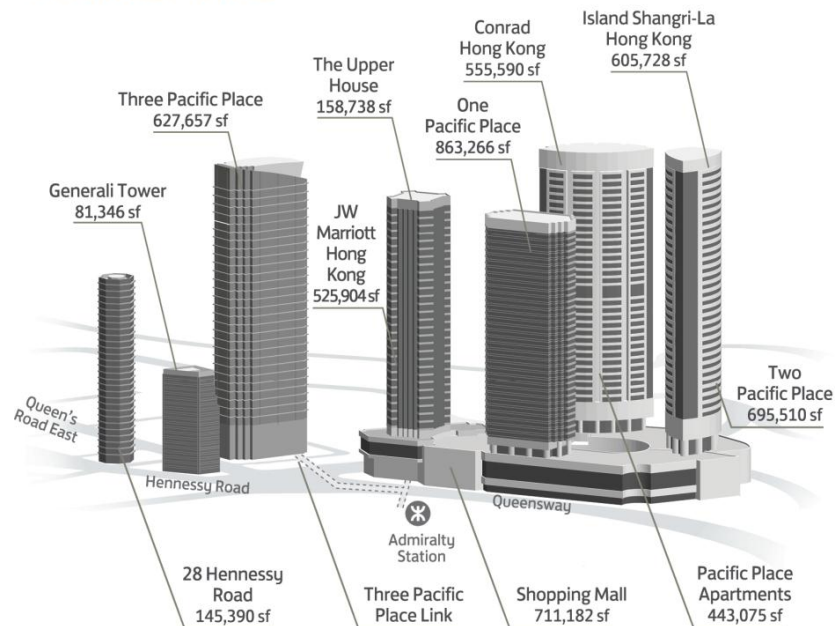 Island Shangri-La
Hong Kong
605,728 sf
Conrad
Hong Kong
555,590 sf
The Upper
House
158,738 sf
One
Pacific Place
863,266 sf
Three Pacific Place
627,657 sf
Generali Tower
81,346 sf
JW
Marriott
Hong
Kong
525,904 sf
Two
Pacific Place
695,510 sf
Queen's
Road East
Hennessy Road
Queensway
Admiralty
Station
28 Hennessy
Road
145,390 sf
Three Pacific
Place Link
Shopping Mall
711,182 sf
Pacific Place
Apartments
443,075 sf